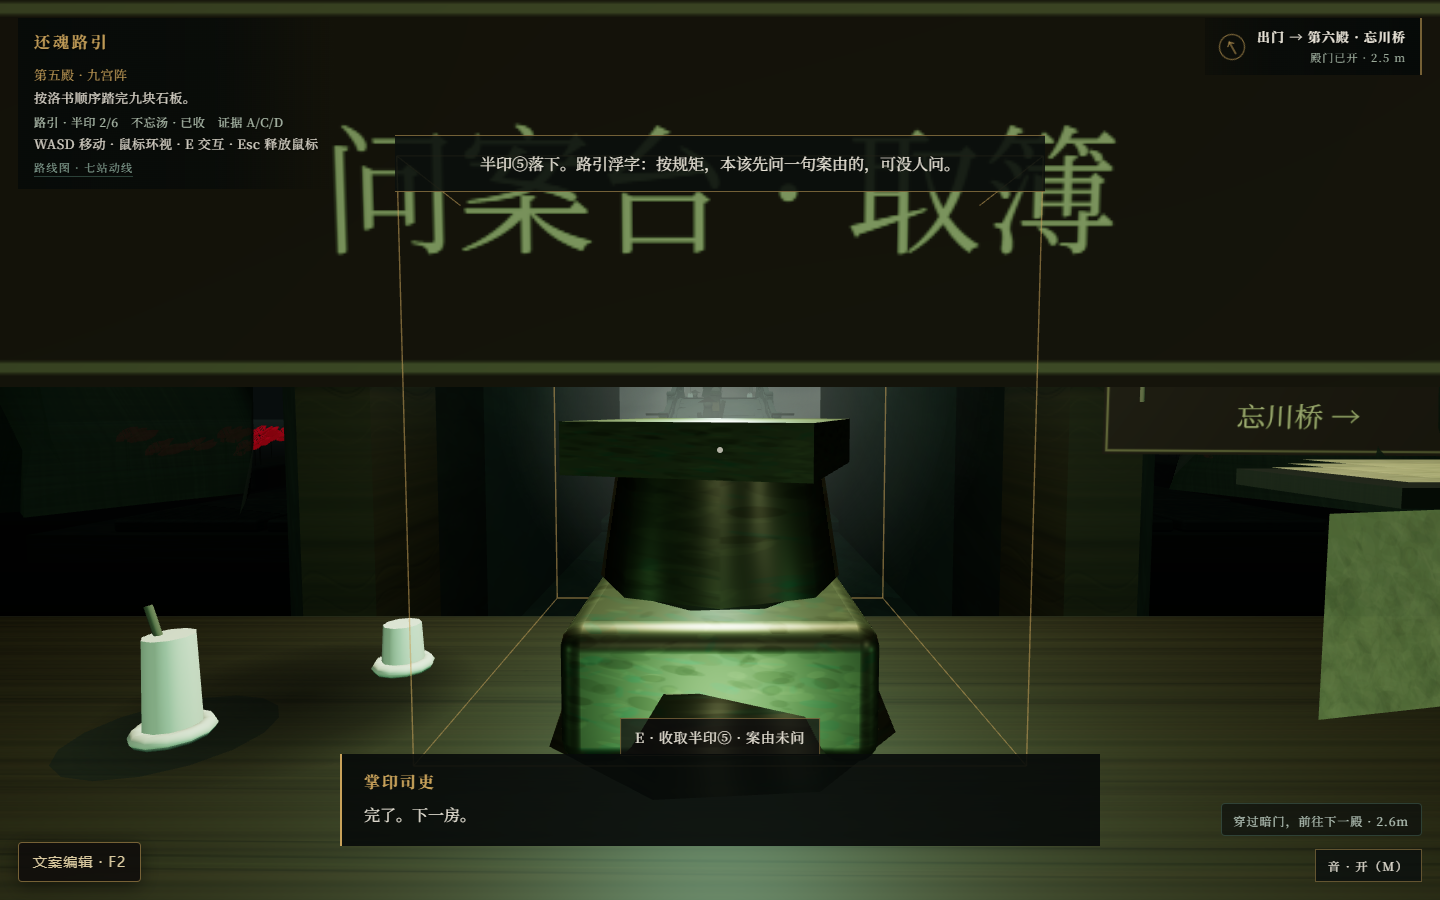 还魂路引
第五殿 · 九宫阵
按洛书顺序踏完九块石板。
路引 · 半印 2/6 不忘汤 · 已收 证据 A/C/D
WASD 移动 · 鼠标环视 · E 交互 · Esc 释放鼠标
路线图 · 七站动线
出门 → 第六殿 · 忘川桥
殿门已开 · 2.5 m
问案台 · 取簿
半印⑤落下。路引浮字：按规矩，本该先问一句案由的，可没人问。
忘川桥 →
E · 收取半印⑤ · 案由未问
掌印司吏
完了。下一房。
穿过暗门，前往下一殿 · 2.6m
文案编辑 · F2
音 · 开（M）